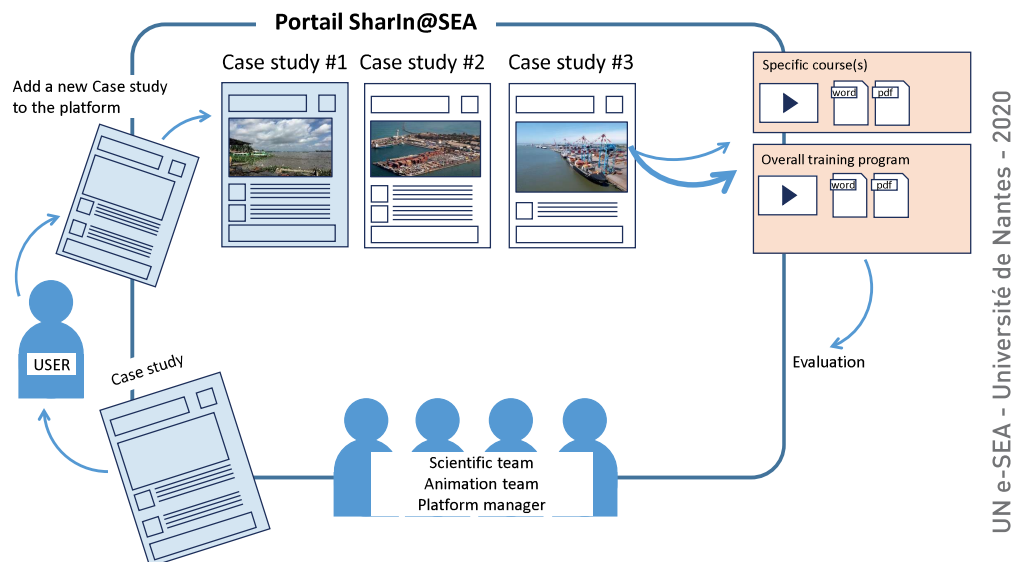 Portail SharIn@SEA
Case study #1
Case study #2
Case study #3
Add a new Case study
to the platform
Specific course(s)
word
pdf
Overall training program
word
pdf
USER
Case study
Evaluation
Scientific team
Animation team
Platform manager
UN e-SEA - Université de Nantes - 2020